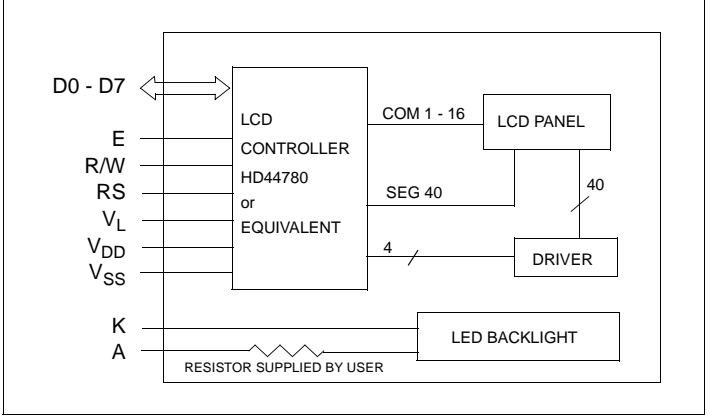 D0 - D7
E
R/W
RS
VL
VDD
VSS
K
A
LCD
CONTROLLER
HD44780
or
EQUIVALENT
COM 1 - 16
LCD PANEL
SEG 40
40
4
DRIVER
LED BACKLIGHT
RESISTOR SUPPLIED BY USER